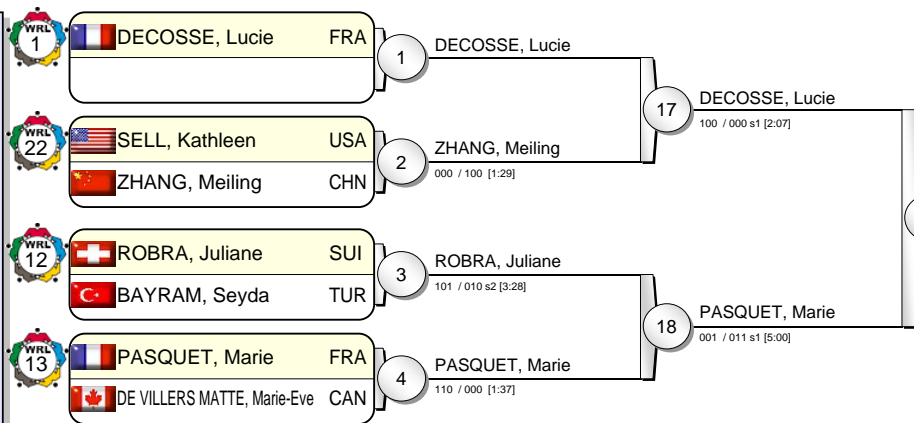 WRL
1
DECOSSE, Lucie FRA
1
DECOSSE, Lucie
WRL
22
SELL, Kathleen USA
ZHANG, Meiling CHN
2
ZHANG, Meiling
000 / 100 [1:29]
17
DECOSSE, Lucie
100 / 000 s1 [2:07]
WRL
12
ROBRA, Juliane SUI
BAYRAM, Seyda TUR
3
ROBRA, Juliane
101 / 010 s2 [3:28]
WRL
13
PASQUET, Marie FRA
DE VILLERS MATTE, Marie-Eve CAN
4
PASQUET, Marie
110 / 000 [1:37]
18
PASQUET, Marie
001 / 011 s1 [5:00]